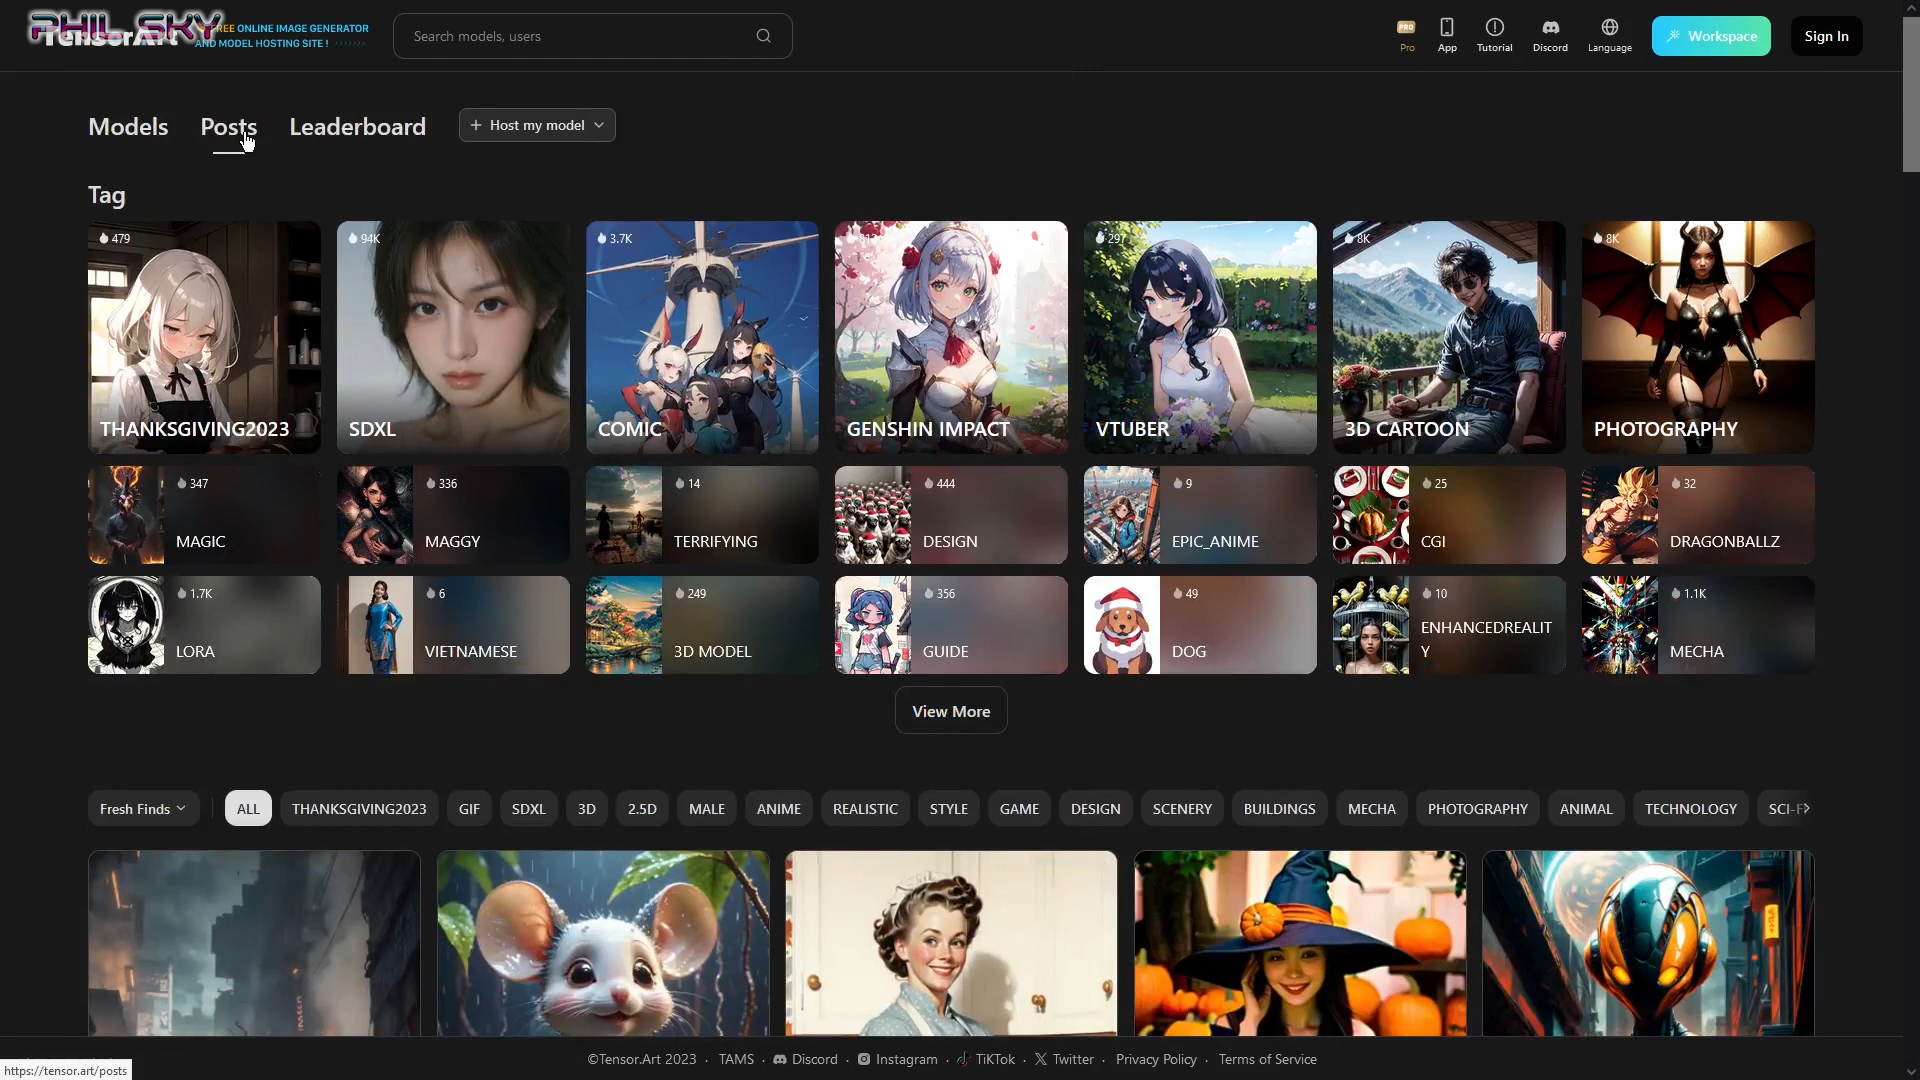 PHIL SKY
TensorArt
FREE ONLINE IMAGE GENERATOR
AND MODEL HOSTING SITE !
Search models, users
PRO
Pro
App
Tutorial
Discord
Language
Workspace
Sign In
Models
Posts
Leaderboard
+ Host my model
Tag
479
94K
3.7K
297
8K
8K
THANKSGIVING2023
SDXL
COMIC
GENSHIN IMPACT
VTUBER
3D CARTOON
PHOTOGRAPHY
347
336
14
444
9
25
32
MAGIC
MAGGY
TERRIFYING
DESIGN
EPIC_ANIME
CGI
DRAGONBALLZ
1.7K
6
249
356
49
10
1.1K
LORA
VIETNAMESE
3D MODEL
GUIDE
DOG
ENHANCEDREALIT
Y
MECHA
View More
Fresh Finds
ALL
THANKSGIVING2023
GIF
SDXL
3D
2.5D
MALE
ANIME
REALISTIC
STYLE
GAME
DESIGN
SCENERY
BUILDINGS
MECHA
PHOTOGRAPHY
ANIMAL
TECHNOLOGY
SCI-F
©Tensor.Art 2023 · TAMS · Discord · Instagram · TiKTok · Twitter · Privacy Policy · Terms of Service
https://tensor.art/posts